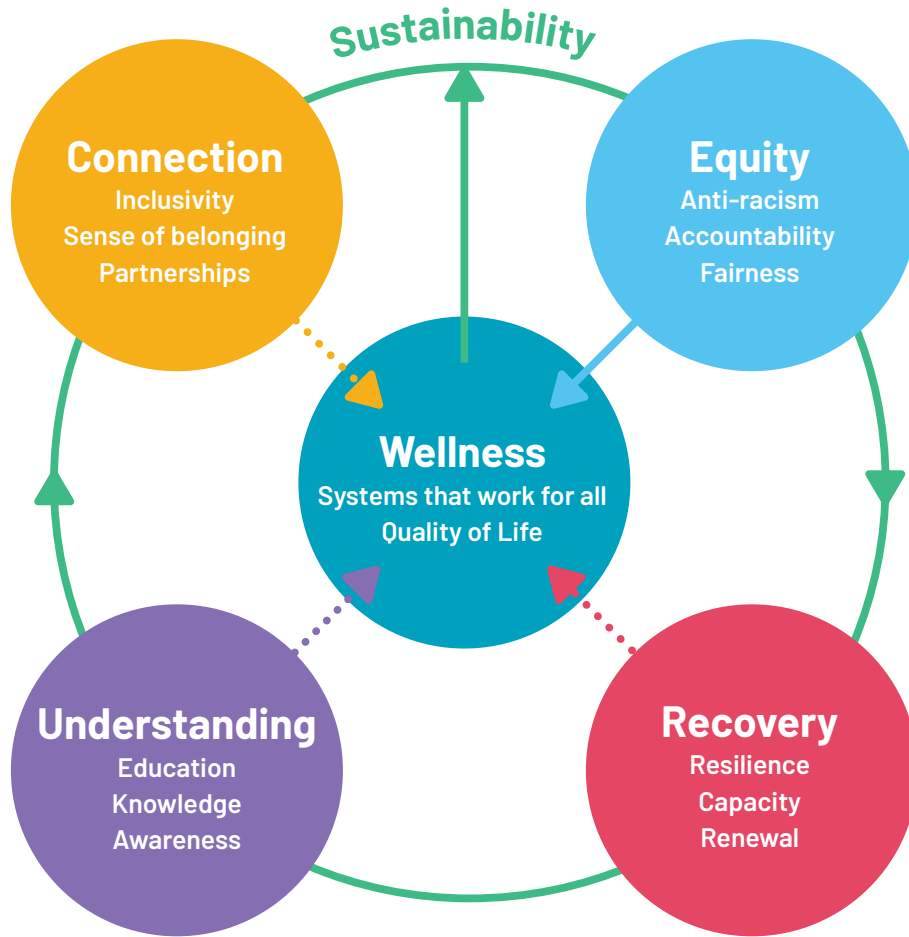 Sustainability
Connection
Inclusivity
Sense of belonging
Partnerships
Equity
Anti-racism
Accountability
Fairness
Wellness
Systems that work for all
Quality of Life
Understanding
Education
Knowledge
Awareness
Recovery
Resilience
Capacity
Renewal